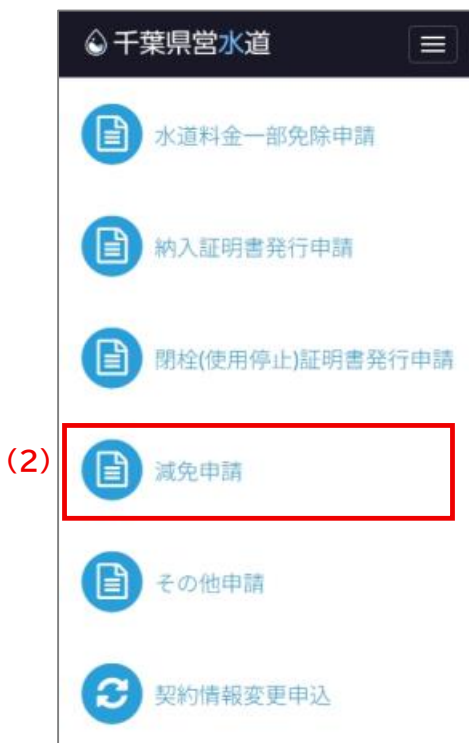 千葉県営水道
水道料金一部免除申請
納入証明書発行申請
閉栓(使用停止)証明書発行申請
(2)
減免申請
その他申請
契約情報変更申込